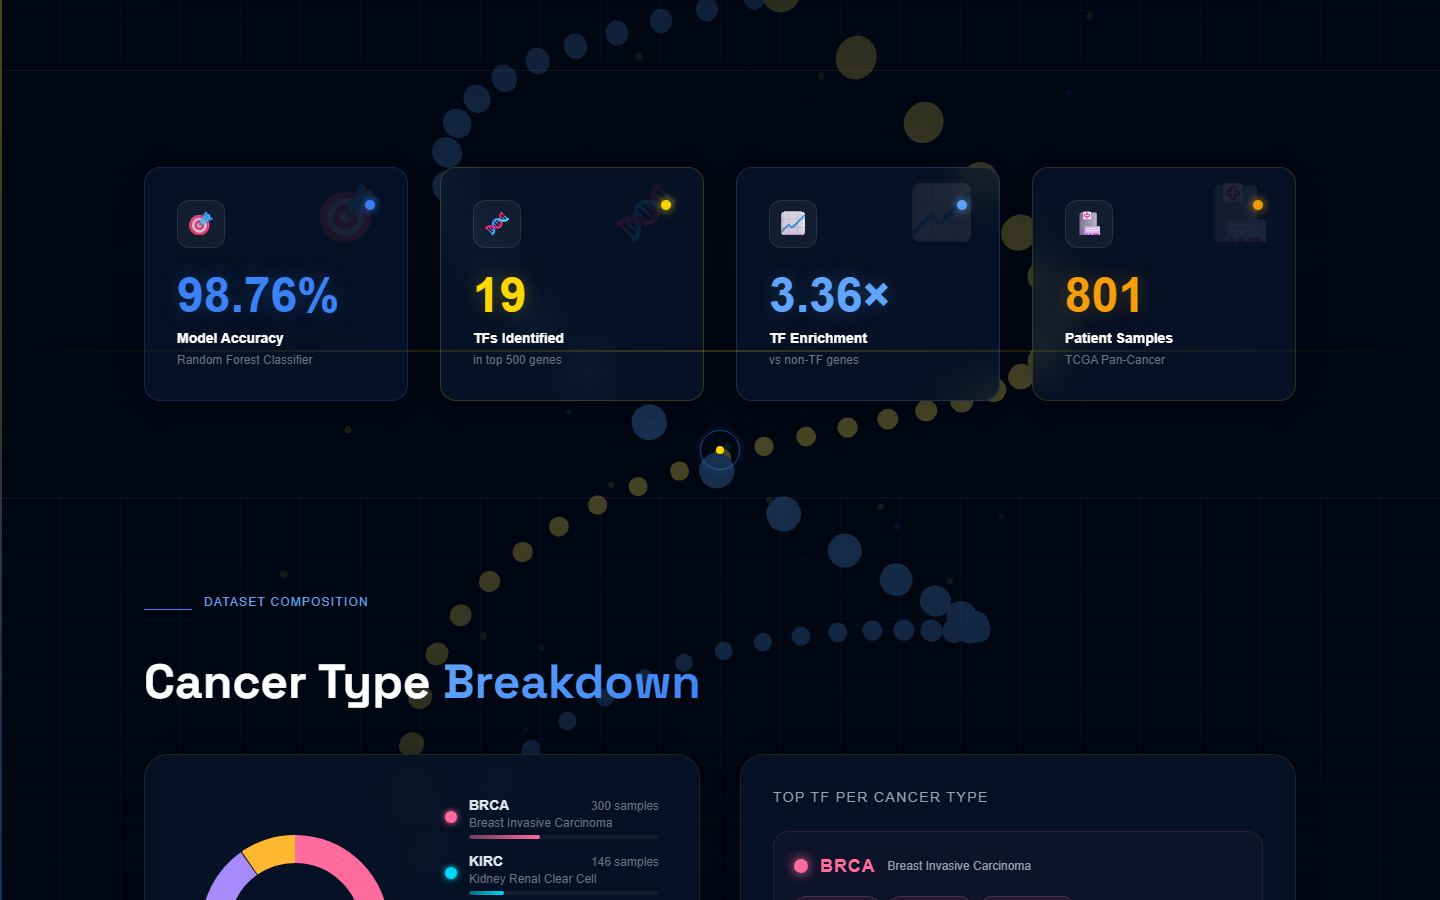 98.76%
Model Accuracy
Random Forest Classifier
19
TFs Identified
in top 500 genes
3.36×
TF Enrichment
vs non-TF genes
801
Patient Samples
TCGA Pan-Cancer
DATASET COMPOSITION
Cancer Type Breakdown
BRCA 300 samples
Breast Invasive Carcinoma
KIRC 146 samples
Kidney Renal Clear Cell
TOP TF PER CANCER TYPE
BRCA Breast Invasive Carcinoma